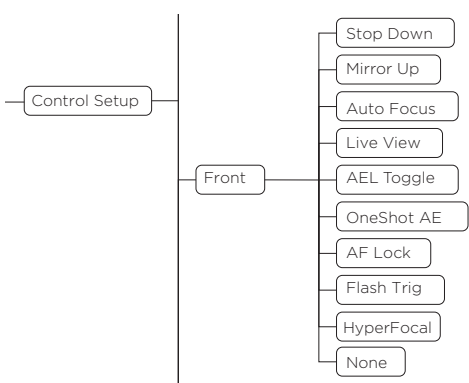 Stop Down
Mirror Up
Control Setup
Auto Focus
Live View
Front
AEL Toggle
OneShot AE
AF Lock
Flash Trig
HyperFocal
None